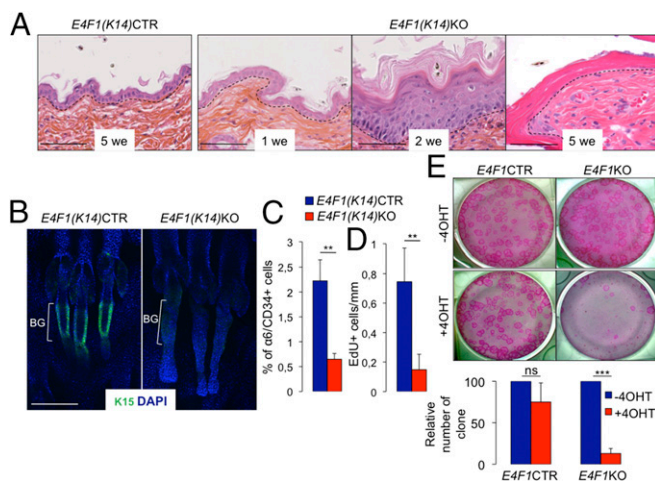 A
E4F1(K14)CTR
E4F1(K14)KO
5 we
1 we
2 we
5 we
B
E4F1(K14)CTR
E4F1(K14)KO
BG
BG
K15 DAPI
C
E4F1(K14)CTR
E4F1(K14)KO
% of α6/CD34+ cells
3
2,5
2
1,5
1
0,5
0
**
D
EdU+ cells/mm
1
0,8
0,6
0,4
0,2
0
**
E
E4F1CTR
E4F1KO
-4OHT
+4OHT
Relative
number of
clone
100
50
0
ns
***
-4OHT
+4OHT
E4F1CTR
E4F1KO